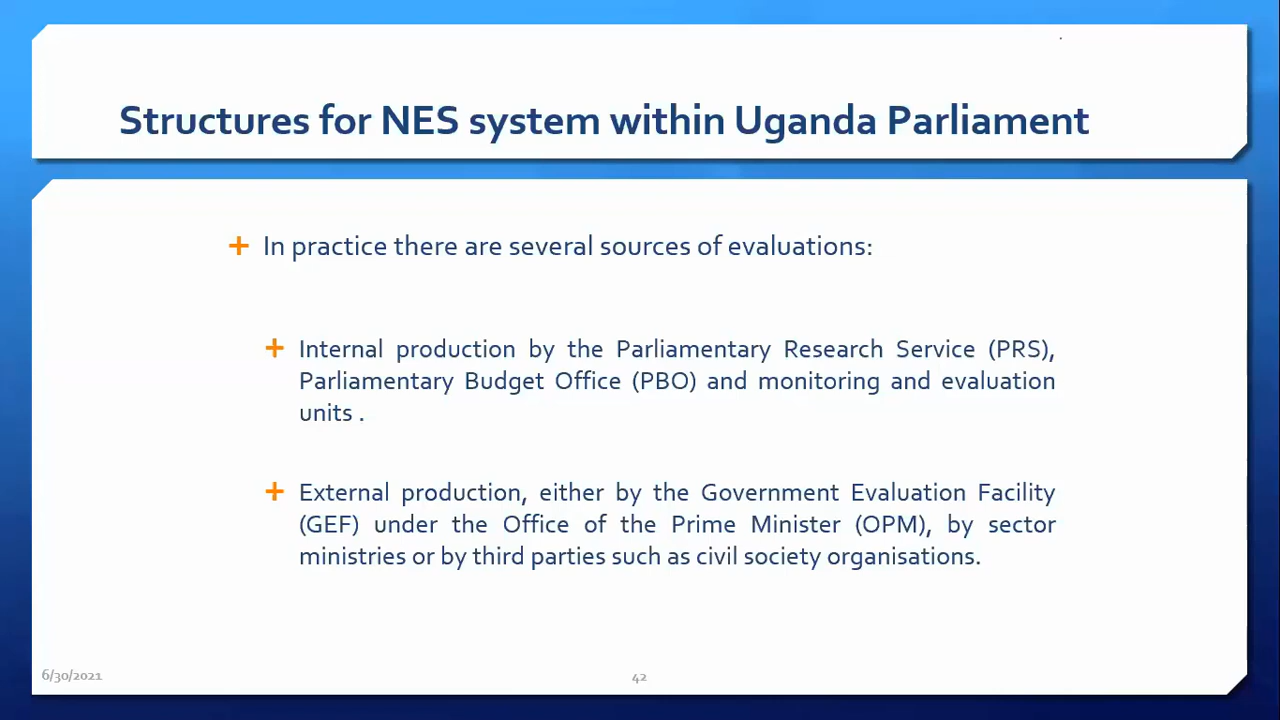 Structures for NES system within Uganda Parliament
In practice there are several sources of evaluations:
Internal production by the Parliamentary Research Service (PRS),
Parliamentary Budget Office (PBO) and monitoring and evaluation
units .
External production, either by the Government Evaluation Facility
(GEF) under the Office of the Prime Minister (OPM), by sector
ministries or by third parties such as civil society organisations.
6/30/2021
42